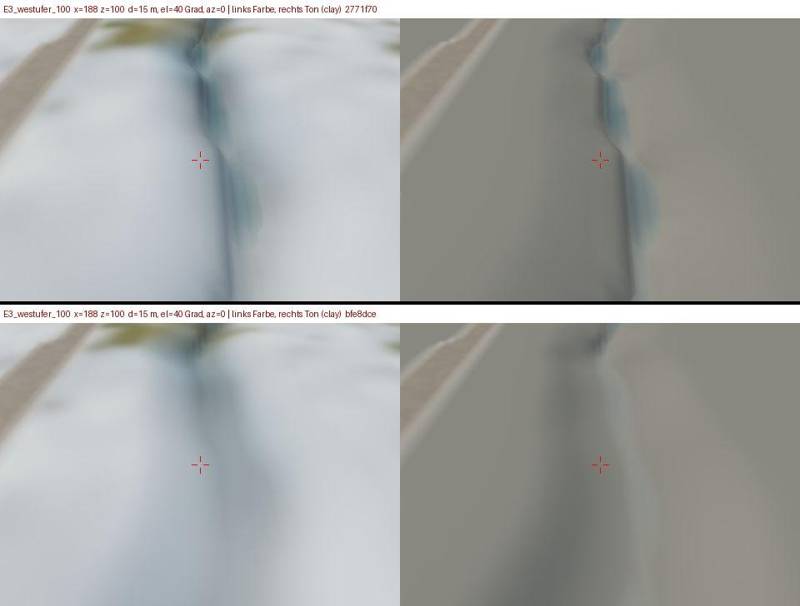 E3_westufer_100 x=188 z=100 d=15 m, el=40 Grad, az=0 | links Farbe, rechts Ton (clay) 2771f70
E3_westufer_100 x=188 z=100 d=15 m, el=40 Grad, az=0 | links Farbe, rechts Ton (clay) bfe8dce